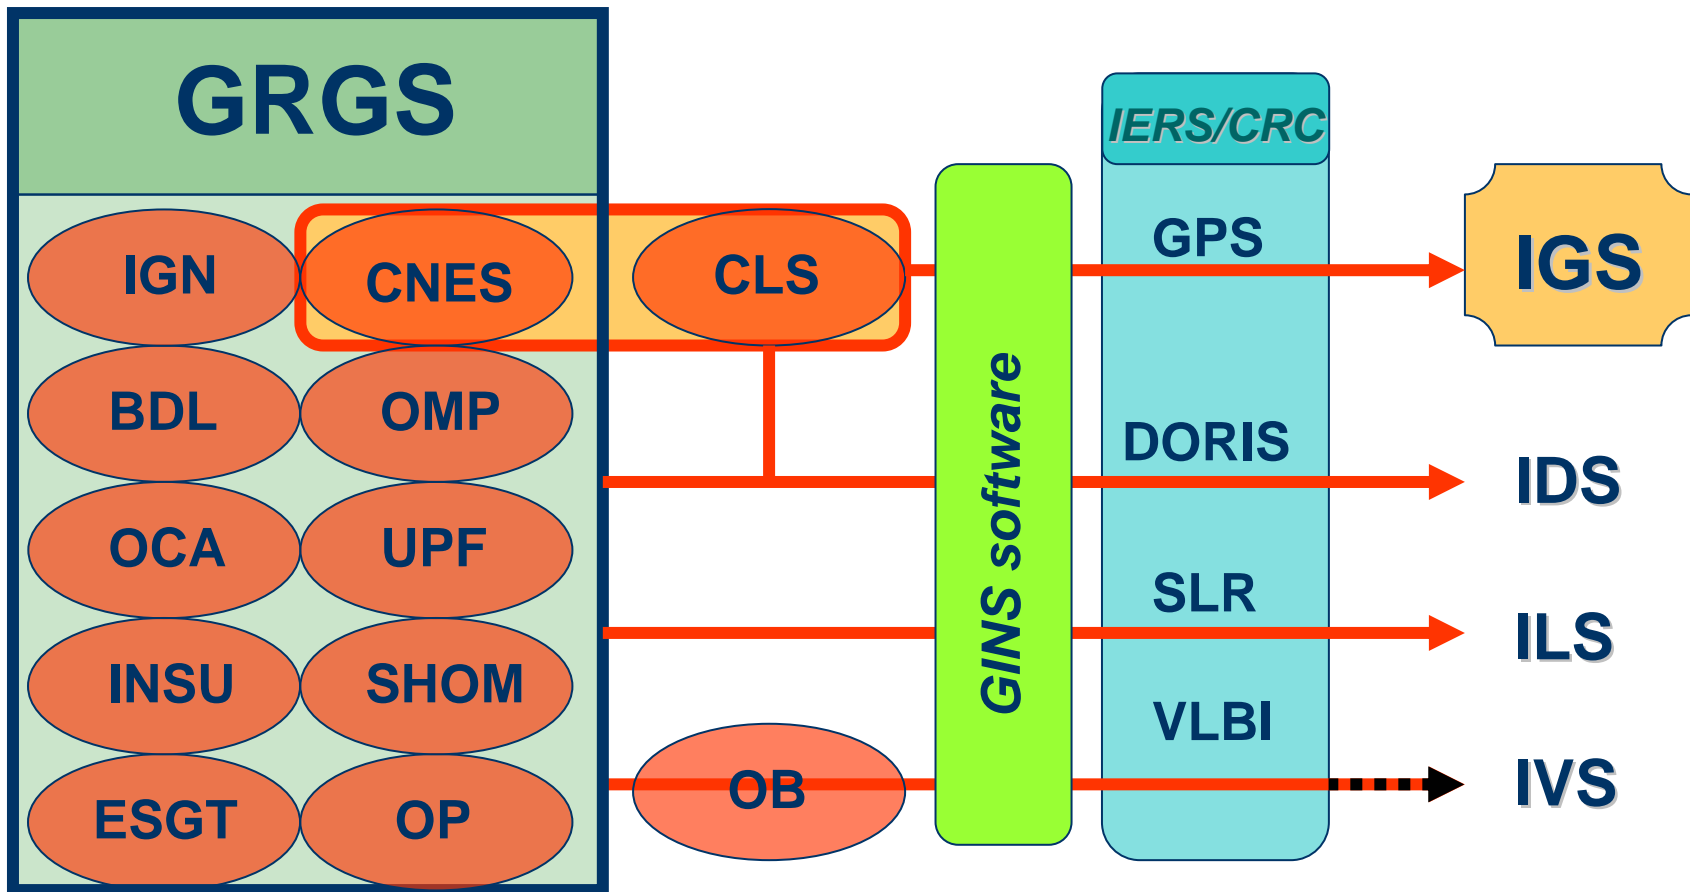 GRGS
IERS/CRC
IGN
CNES
CLS
GPS
IGS
BDL
OMP
DORIS
IDS
OCA
UPF
GINS software
SLR
ILS
INSU
SHOM
VLBI
ESGT
OP
OB
IVS